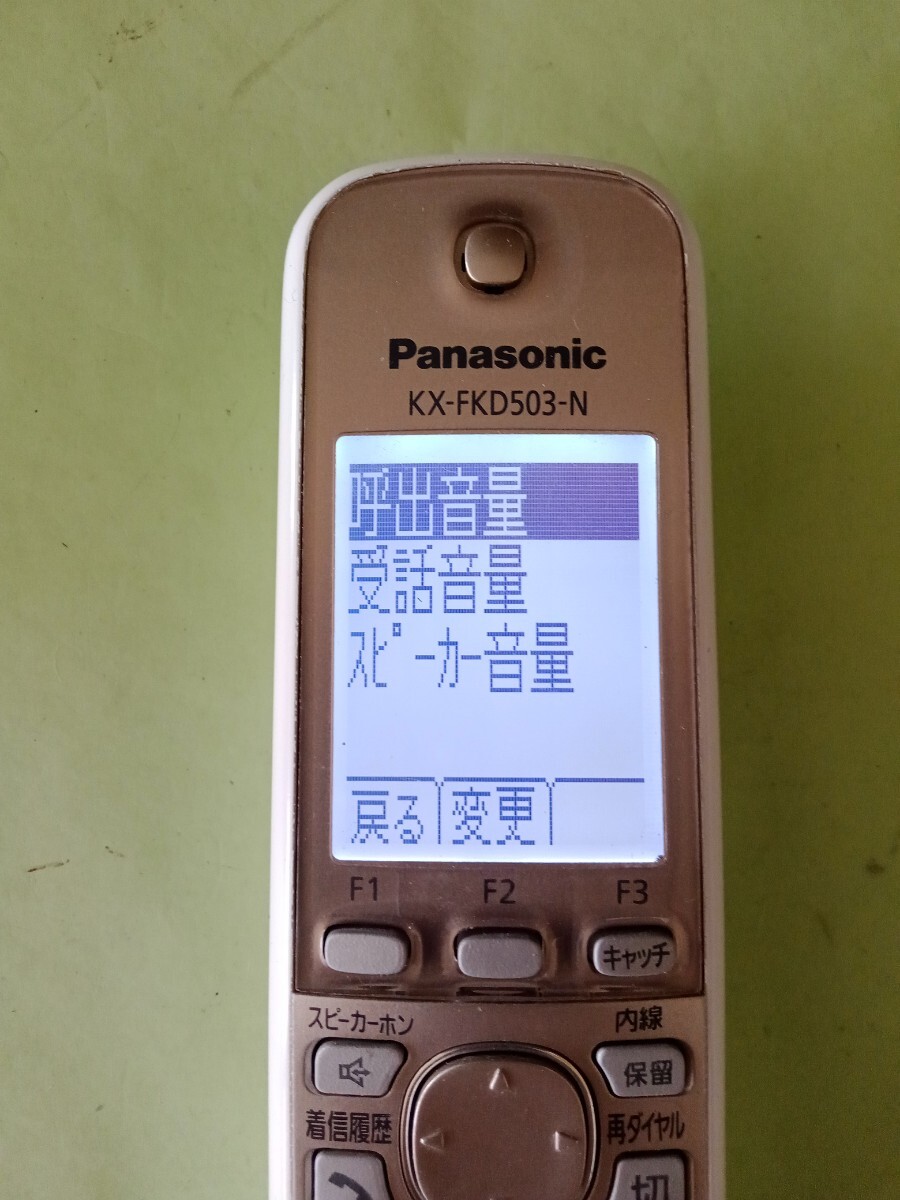 Panasonic
KX-FKD503-N
呼出音量
受話音量
ｽﾋﾟｰｶｰ音量
戻る 変更
F1 F2 F3
キャッチ
スピーカーホン 内線
保留
着信履歴 再ダイヤル
切